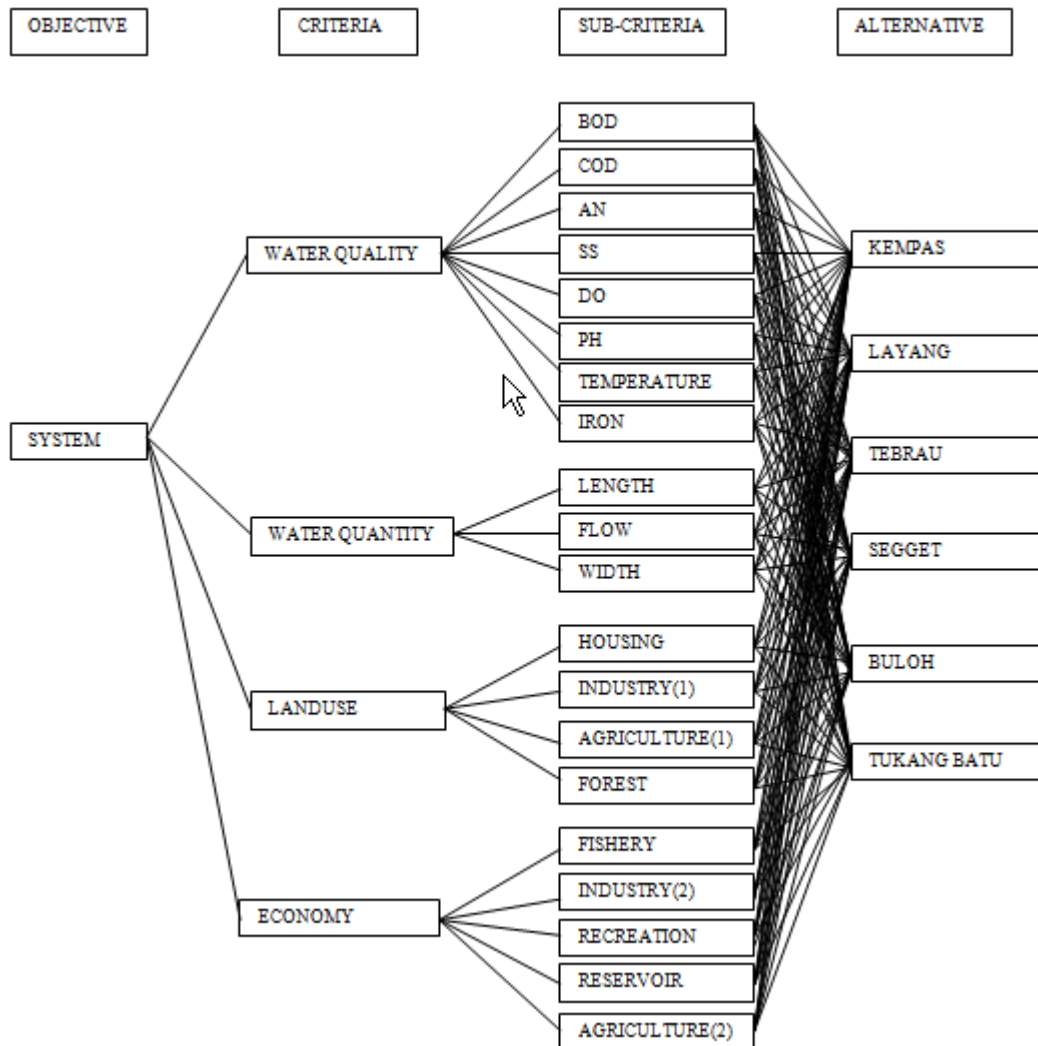 OBJECTIVE
CRITERIA
SUB-CRITERIA
ALTERNATIVE
SYSTEM
WATER QUALITY
WATER QUANTITY
LANDUSE
ECONOMY
BOD
COD
AN
SS
DO
PH
TEMPERATURE
IRON
LENGTH
FLOW
WIDTH
HOUSING
INDUSTRY(1)
AGRICULTURE(1)
FOREST
FISHERY
INDUSTRY(2)
RECREATION
RESERVOIR
AGRICULTURE(2)
KEMPAS
LAYANG
TEBRAU
SEGGET
BULOH
TUKANG BATU